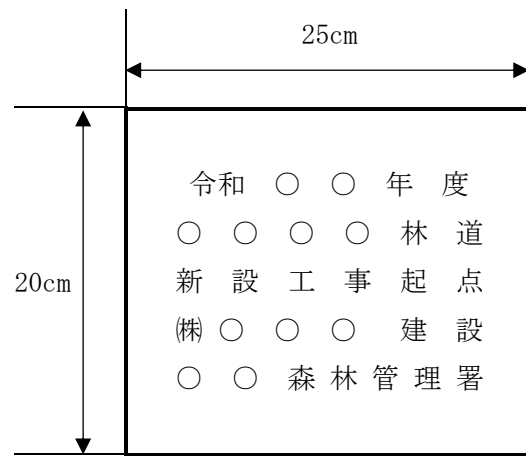 25cm
20cm
令和 ○ ○ 年 度
○ ○ ○ ○ 林 道
新 設 工 事 起 点
㈱ ○ ○ ○ 建 設
○ ○ 森 林 管 理 署